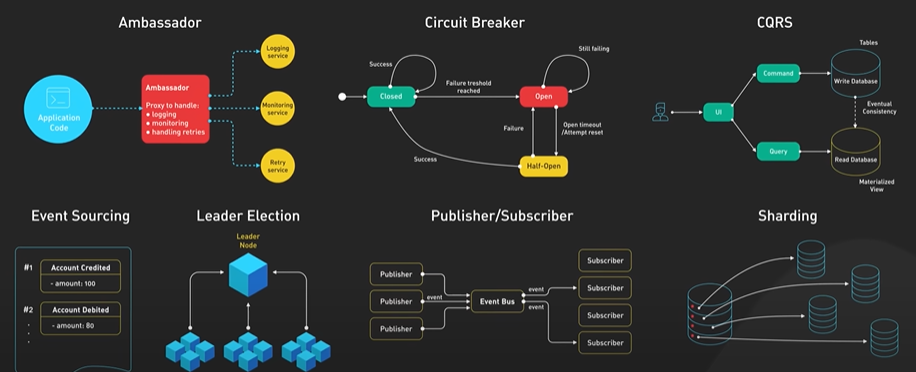 Ambassador
Application
Code
Ambassador
Proxy to handle:
• logging
• monitoring
• handling retries
Logging
service
Monitoring
service
Retry
service
Circuit Breaker
Success
Closed
Failure treshold
reached
Still failing
Open
Failure
Open timeout
/Attempt reset
Success
Half-Open
CQRS
UI
Command
Query
Tables
Write Database
Eventual
Consistency
Read Database
Materialized
View
Event Sourcing
#1
Account Credited
- amount: 100
#2
Account Debited
- amount: 80
Leader Election
Leader
Node
Publisher/Subscriber
Publisher
Publisher
Publisher
event
Event Bus
event
event
Subscriber
Subscriber
Subscriber
Subscriber
Sharding